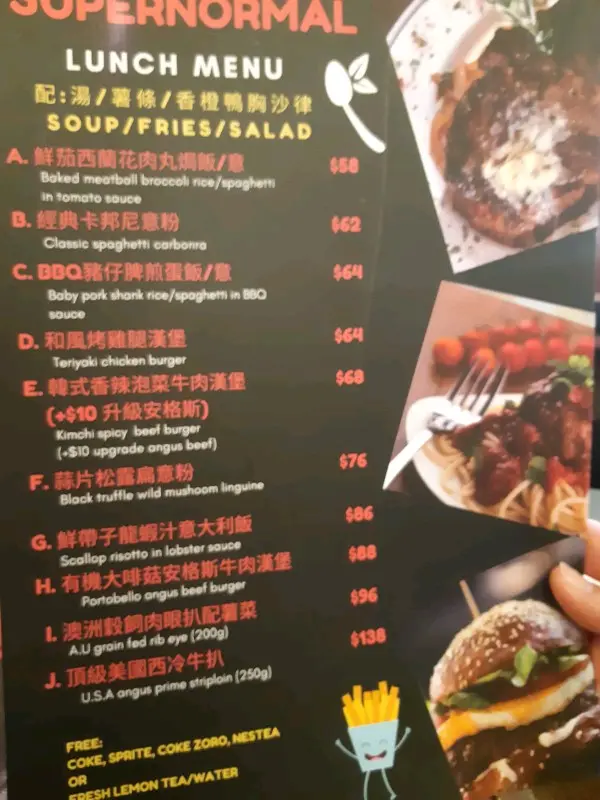 SUPERNORMAL
LUNCH MENU
配:湯/薯條/香橙鴨胸沙律
SOUP/FRIES/SALAD
A. 鮮茄西蘭花肉丸焗飯/意 $58
Baked meatball broccoli rice/spaghetti
in tomato sauce
B. 經典卡邦尼意粉 $62
Classic spaghetti carbonra
C. BBQ豬仔脾煎蛋飯/意 $64
Baby pork shank rice/spaghetti in BBQ
sauce
D. 和風烤雞腿漢堡 $64
Teriyaki chicken burger
E. 韓式香辣泡菜牛肉漢堡 $68
(+$10 升級安格斯)
Kimchi spicy beef burger
(+$10 upgrade angus beef)
F. 蒜片松露扁意粉 $76
Black truffle wild mushoom linguine
G. 鮮帶子龍蝦汁意大利飯 $86
Scallop risotto in lobster sauce
H. 有機大啡菇安格斯牛肉漢堡 $88
Portobello angus beef burger
I. 澳洲穀飼肉眼扒配薯菜 $96
A.U grain fed rib eye (200g)
J. 頂級美國西冷牛扒 $138
U.S.A angus prime striploin (250g)
FREE:
COKE, SPRITE, COKE ZORO, NESTEA
OR
FRESH LEMON TEA/WATER